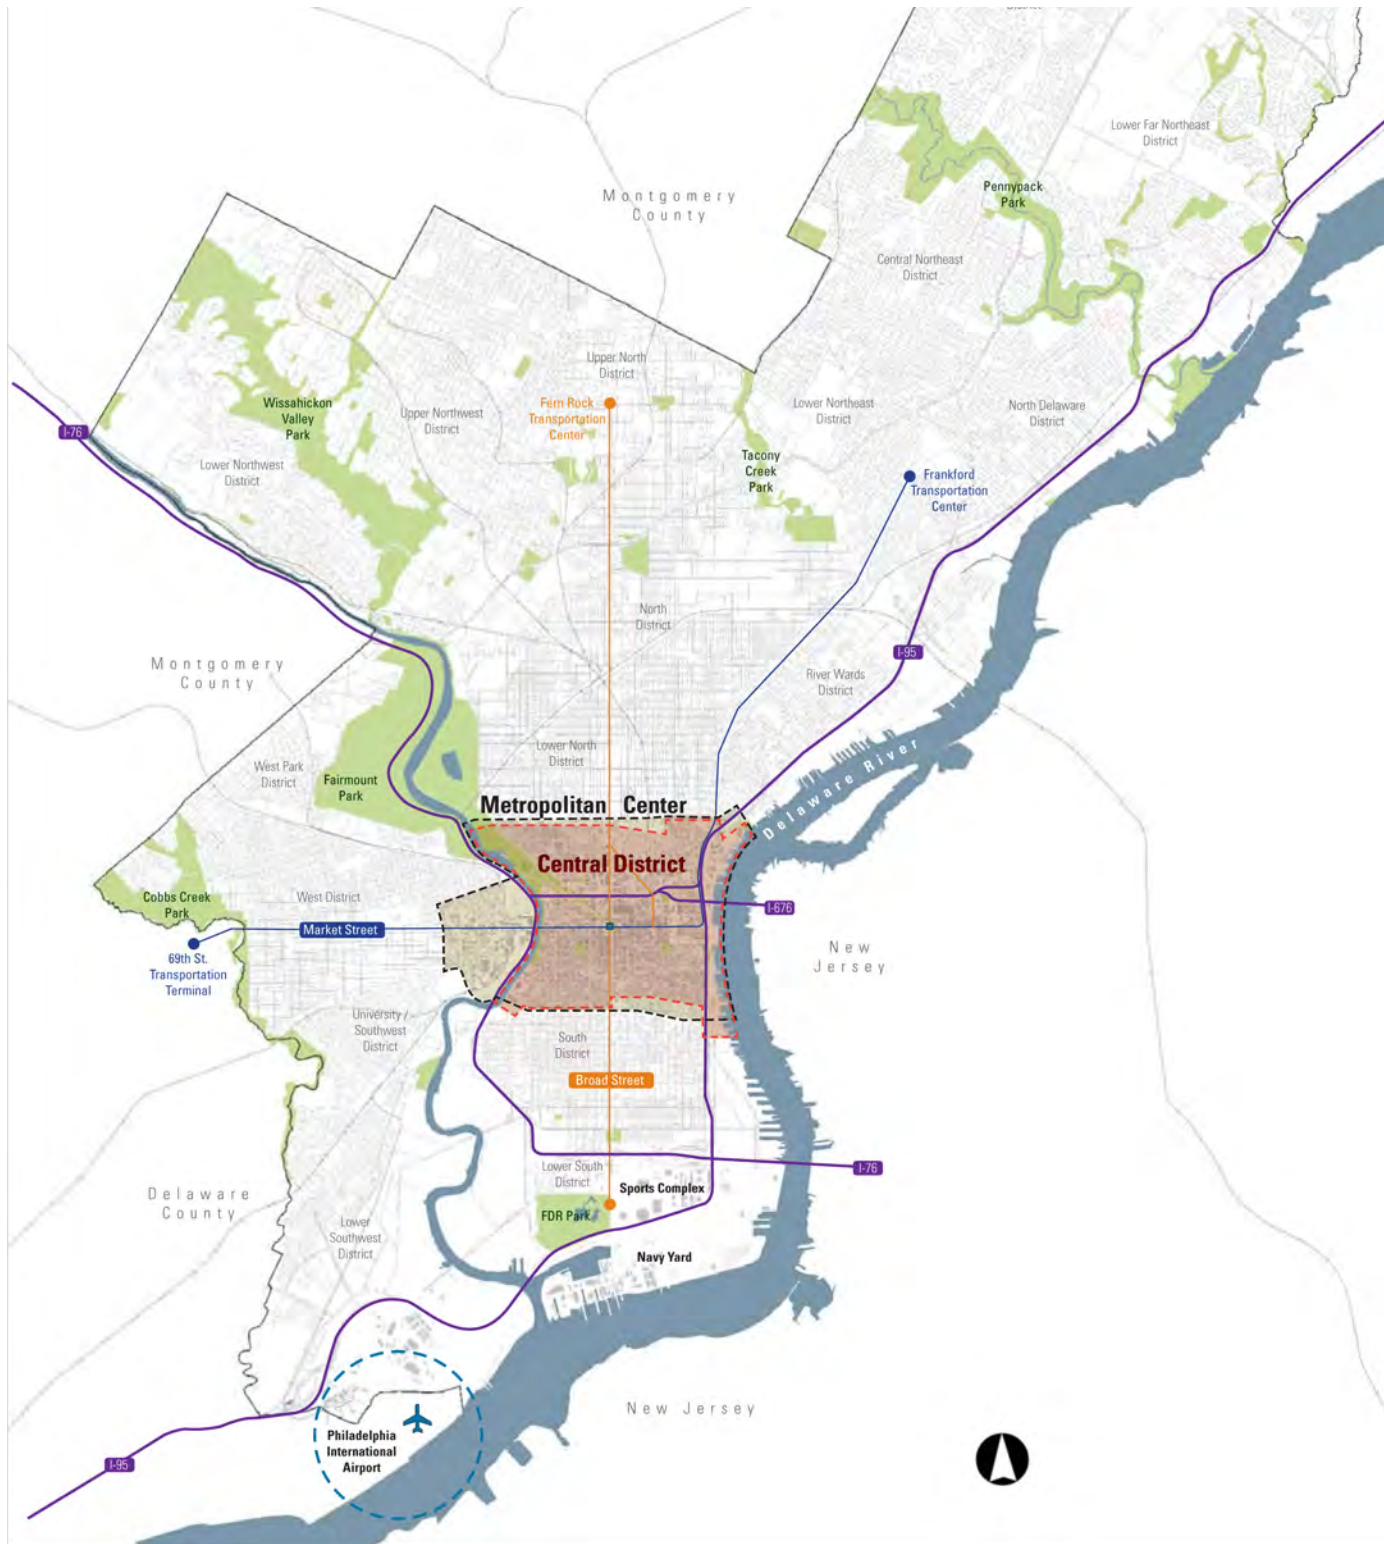 District
Lower Far Northeast
District
Pennypack
Park
Montgomery
County
Central Northeast
District
Upper North
District
Wissahickon
Valley
Park
Upper Northwest
District
Fern Rock
Transportation
Center
Lower Northeast
District
North Delaware
District
I-76
Lower Northwest
District
Tacony
Creek
Park
Frankford
Transportation
Center
North
District
I-95
Montgomery
County
River Wards
District
Lower North
District
West Park
District
Fairmount
Park
Delaware River
Metropolitan Center
Central District
Cobbs Creek
Park
West District
I-676
Market Street
69th St.
Transportation
Terminal
New
Jersey
University /
Southwest
District
South
District
Broad Street
Lower South
District
I-76
Sports Complex
Delaware
County
FDR Park
Lower
Southwest
District
Navy Yard
New Jersey
Philadelphia
International
Airport
I-95